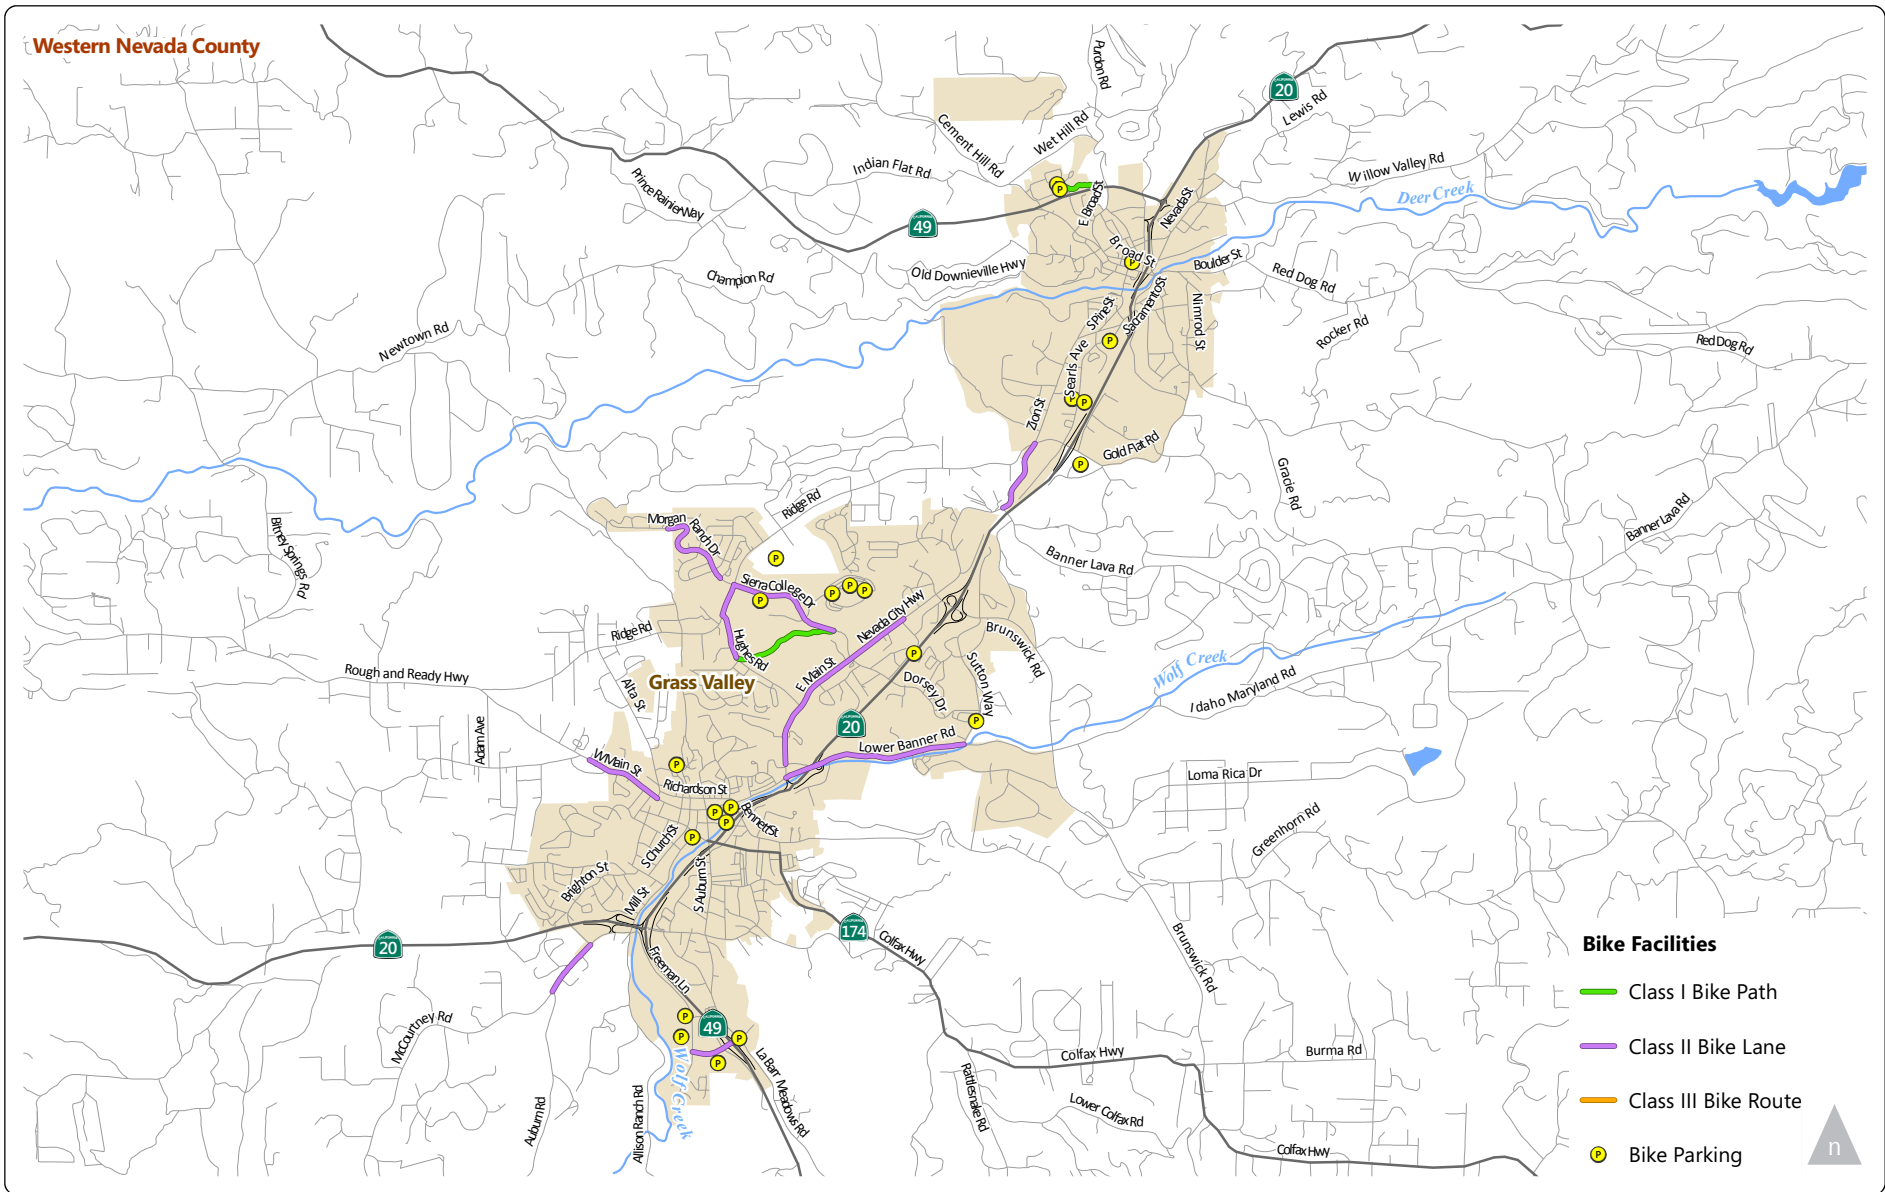 Western Nevada County
Purdon Rd
CALIFORNIA
20
Lewis Rd
Cement Hill Rd
Wet Hill Rd
Indian Flat Rd
Willow Valley Rd
Prince Rainier Way
Deer Creek
CALIFORNIA
49
E Broad St
Nevada St
Broad St
Boulder St
Old Downieville Hwy
Champion Rd
Red Dog Rd
S Pine St
Sacramento St
Nimrod St
Newtown Rd
Rocker Rd
Red Dog Rd
Searls Ave
Zion St
Gold Flat Rd
Gracie Rd
Ridge Rd
Banner Lava Rd
Morgan
Ranch Dr
Bitney Springs Rd
Banner Lava Rd
Sierra College Dr
Nevada City Hwy
Ridge Rd
Hughes Rd
Brunswick Rd
Sutton Way
E Main St
Wolf Creek
Rough and Ready Hwy
Grass Valley
Alta St
Dorsey Dr
Idaho Maryland Rd
CALIFORNIA
20
Adam Ave
Lower Banner Rd
W Main St
Loma Rica Dr
Richardson St
Bennett St
Greenhorn Rd
S Church St
Brighton St
S Auburn St
Mill St
CALIFORNIA
20
CALIFORNIA
174
Colfax Hwy
Freeman Ln
Brunswick Rd
McCourtney Rd
CALIFORNIA
49
Wolf Creek
La Barr Meadows Rd
Colfax Hwy
Burma Rd
Auburn Rd
Allison Ranch Rd
Rattlesnake Rd
Lower Colfax Rd
Colfax Hwy
Bike Facilities
Class I Bike Path
Class II Bike Lane
Class III Bike Route
P Bike Parking
n